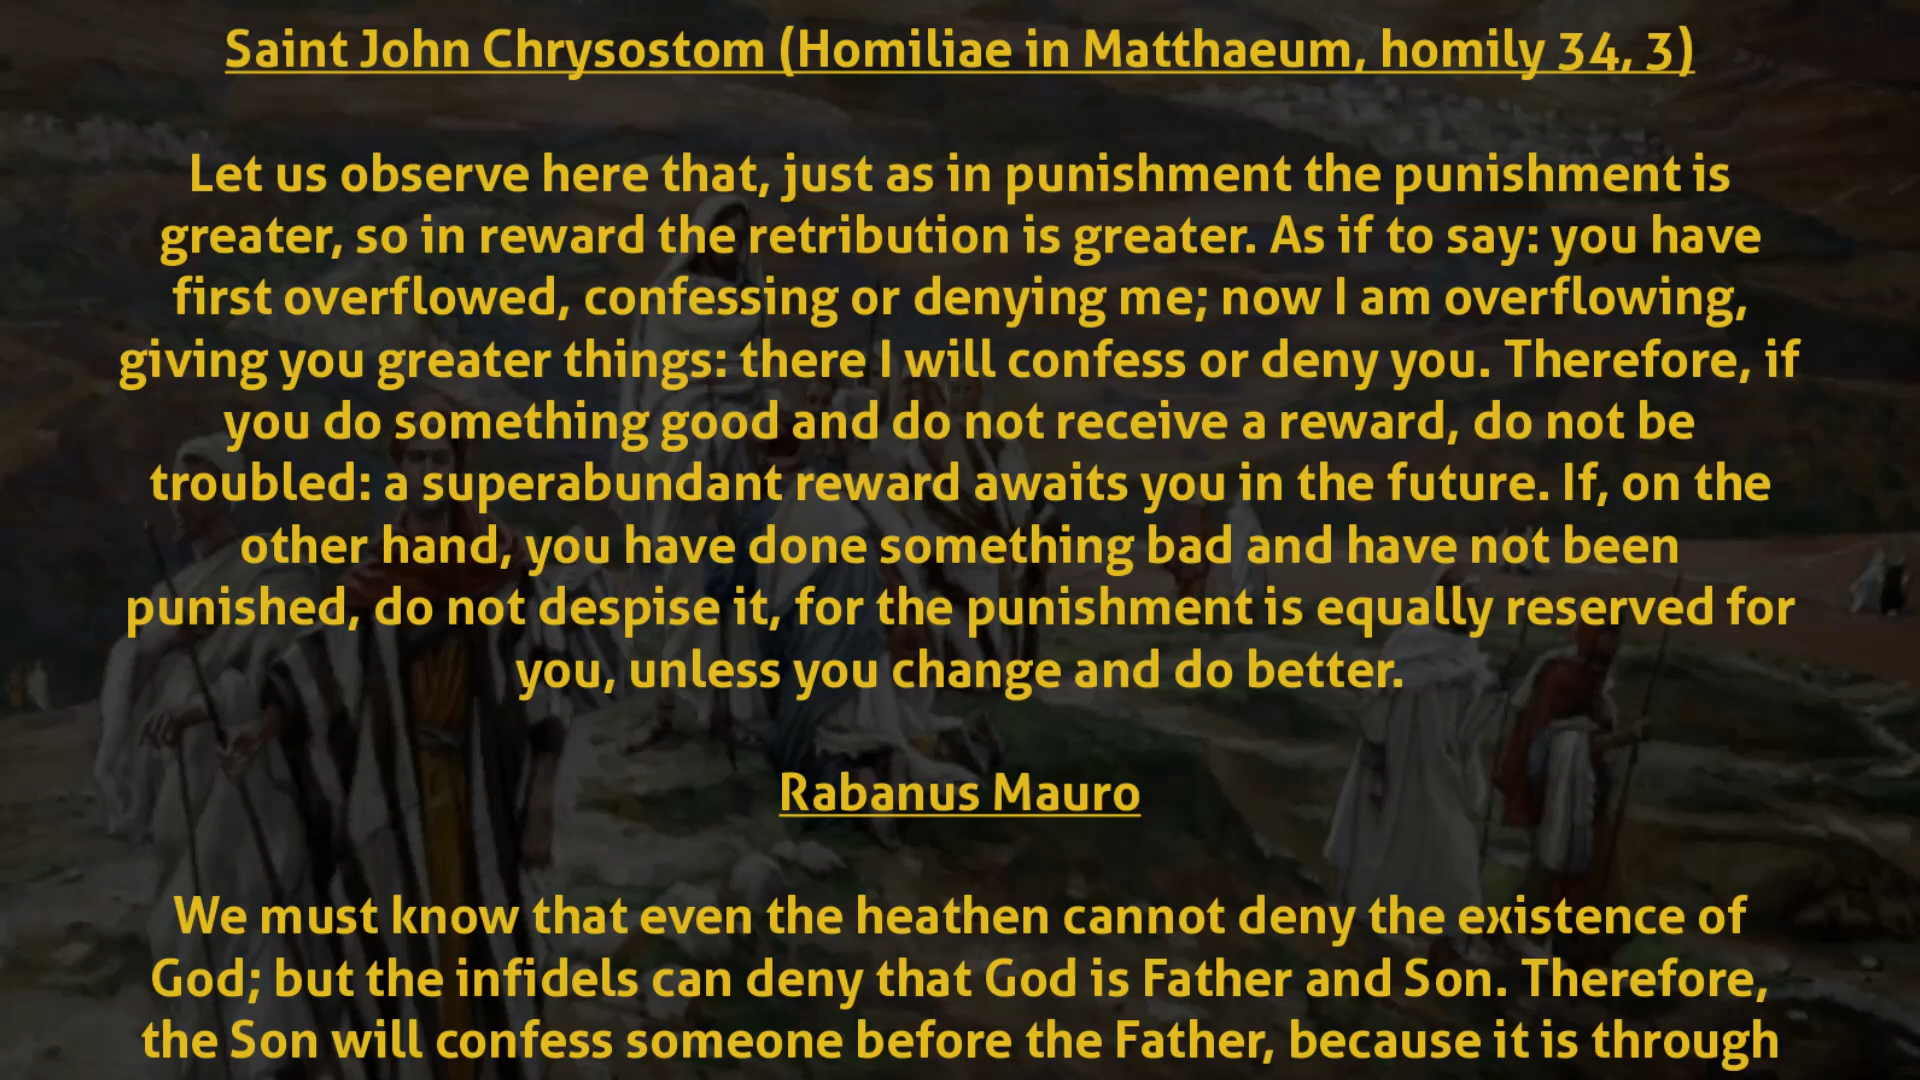 Saint John Chrysostom (Homiliae in Matthaeum, homily 34, 3)
Let us observe here that, just as in punishment the punishment is
greater, so in reward the retribution is greater. As if to say: you have
first overflowed, confessing or denying me; now I am overflowing,
giving you greater things: there I will confess or deny you. Therefore, if
you do something good and do not receive a reward, do not be
troubled: a superabundant reward awaits you in the future. If, on the
other hand, you have done something bad and have not been
punished, do not despise it, for the punishment is equally reserved for
you, unless you change and do better.
Rabanus Mauro
We must know that even the heathen cannot deny the existence of
God; but the infidels can deny that God is Father and Son. Therefore,
the Son will confess someone before the Father, because it is through